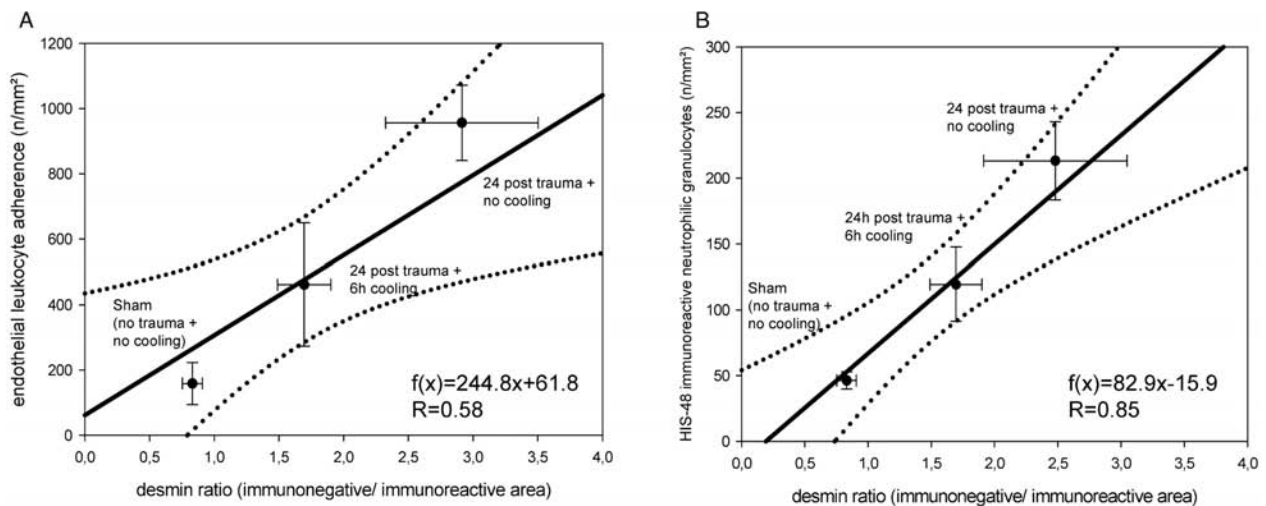 A
endothelial leukocyte adherence (n/mm²)
1200
1000
800
600
400
200
0
24 post trauma +
no cooling
24 post trauma +
6h cooling
Sham
(no trauma +
no cooling)
f(x)=244.8x+61.8
R=0.58
0,0 0,5 1,0 1,5 2,0 2,5 3,0 3,5 4,0
desmin ratio (immunonegative/ immunoreactive area)
B
HIS-48 immunoreactive neutrophilic granulocytes (n/mm²)
300
250
200
150
100
50
0
24 post trauma +
no cooling
24h post trauma +
6h cooling
Sham
(no trauma +
no cooling)
f(x)=82.9x-15.9
R=0.85
0,0 0,5 1,0 1,5 2,0 2,5 3,0 3,5 4,0
desmin ratio (immunonegative/ immunoreactive area)